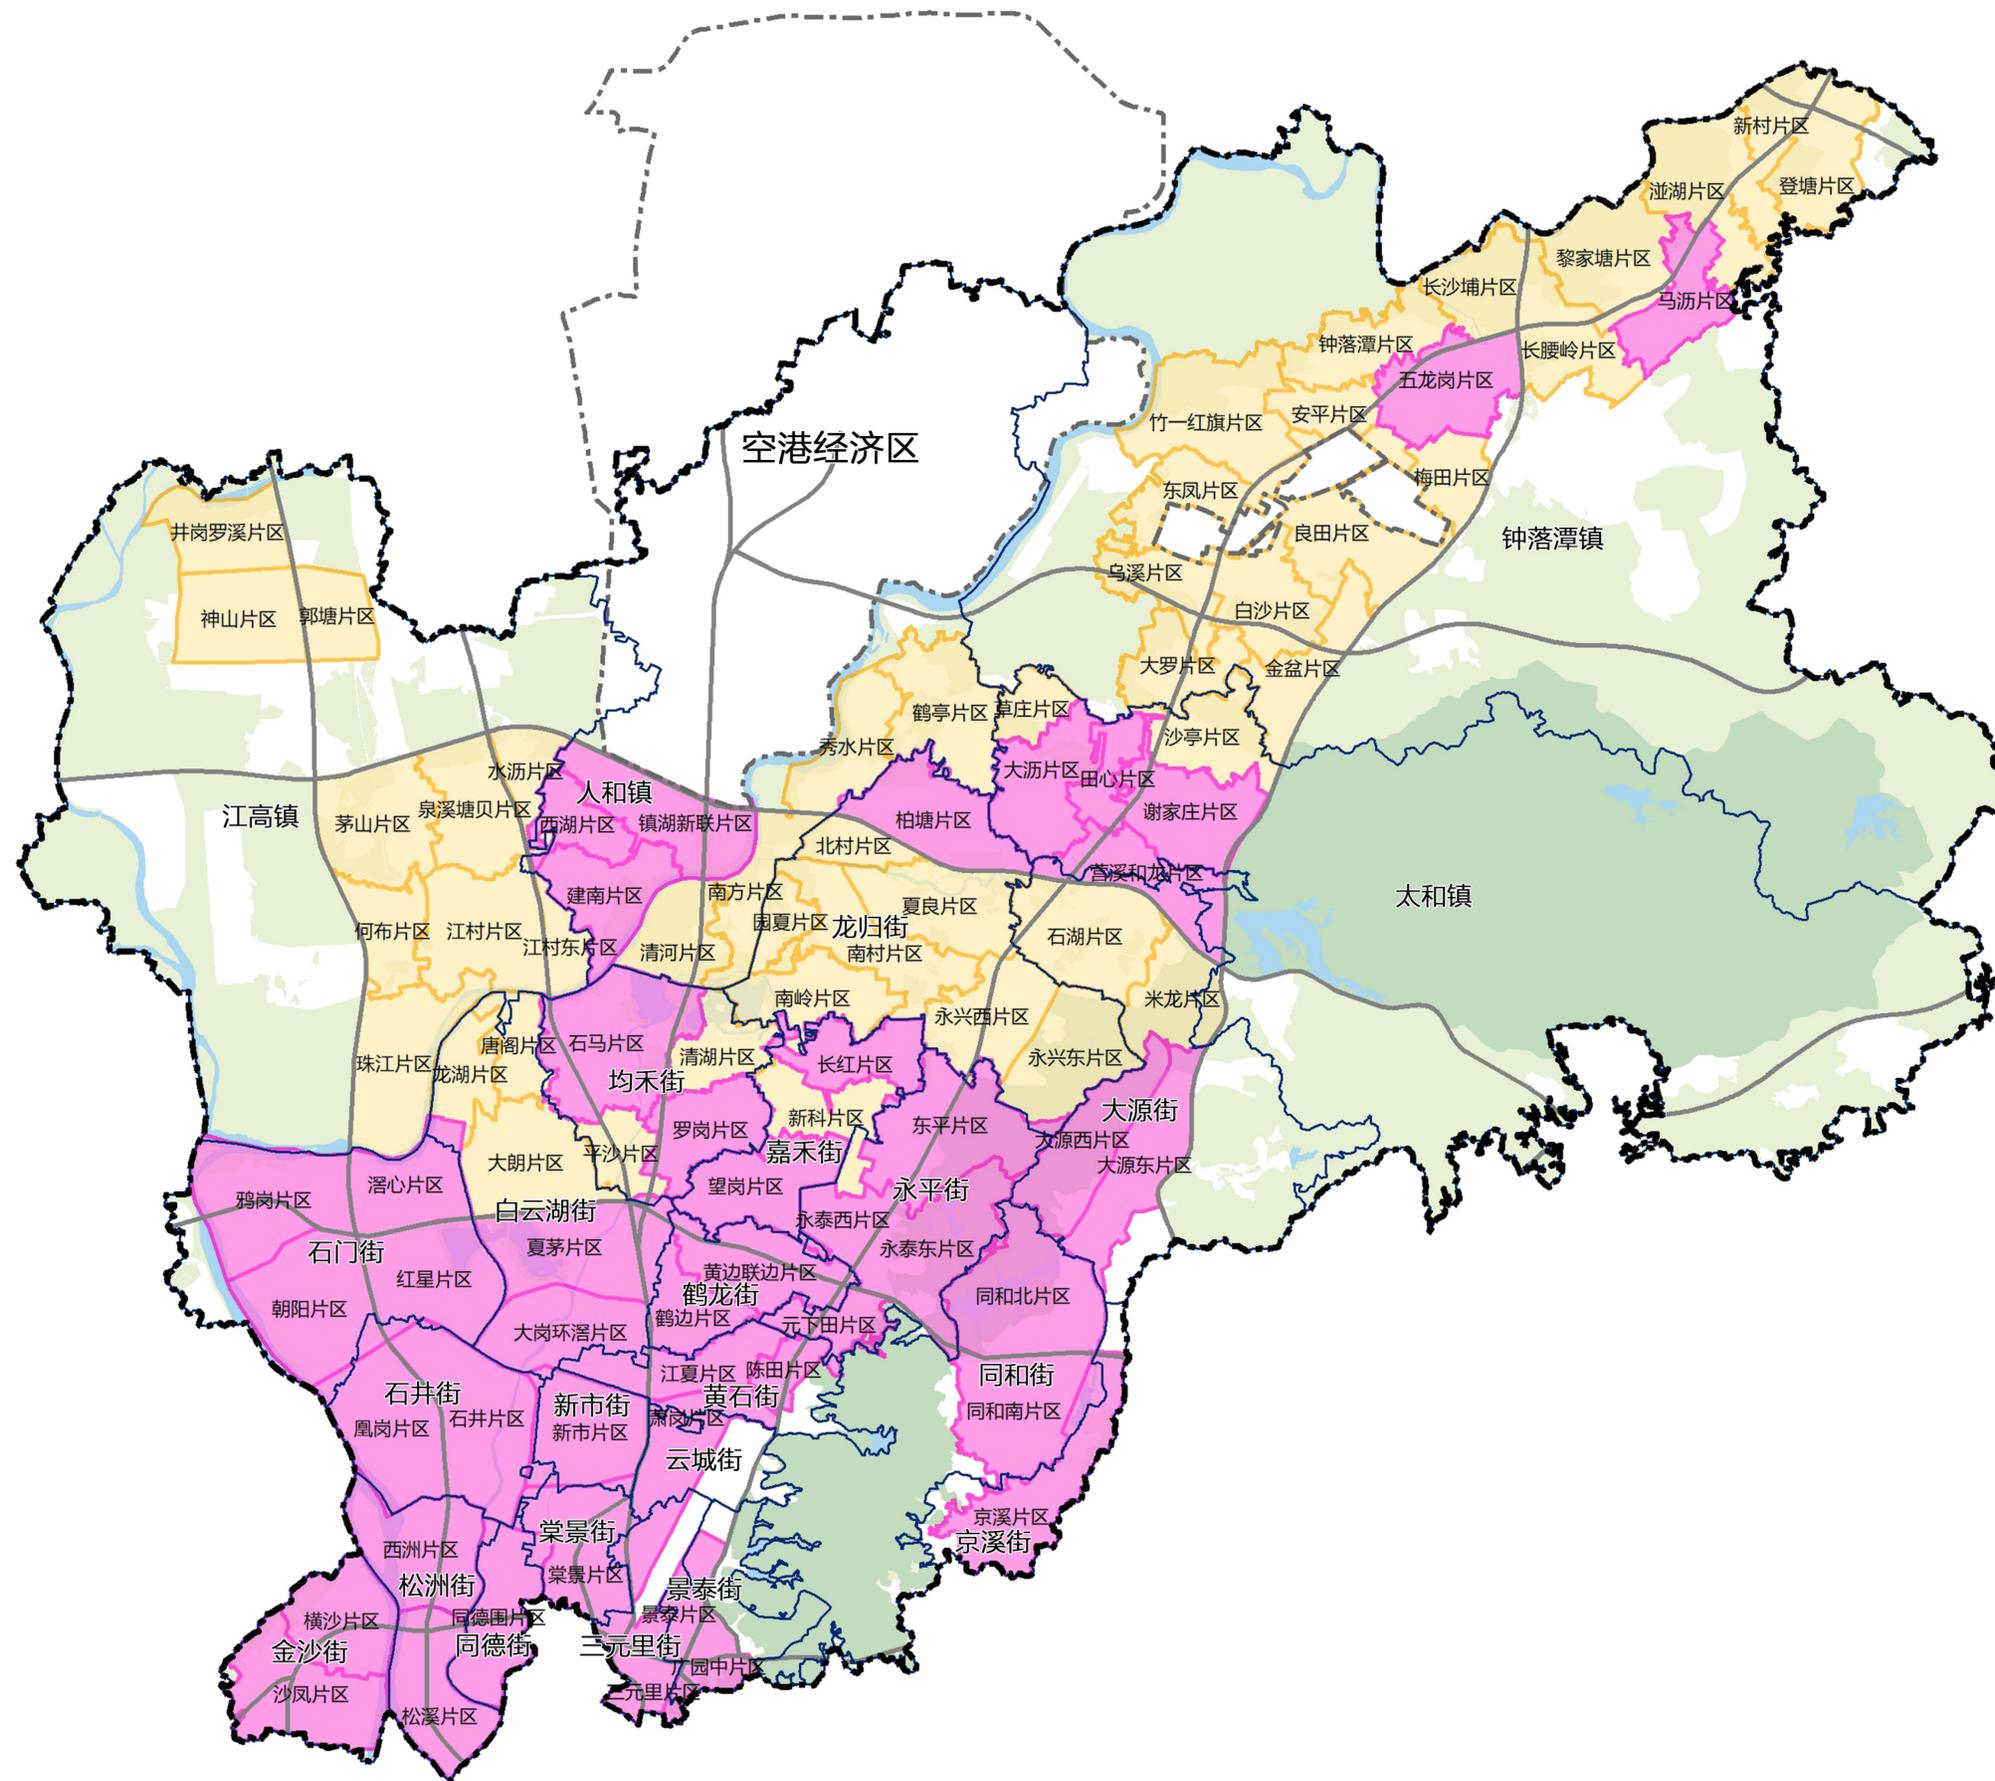 新村片区
登塘片区
湴湖片区
黎家塘片区
长沙埔片区
马沥片区
钟落潭片区
长腰岭片区
五龙岗片区
安平片区
竹一红旗片区
空港经济区
梅田片区
东凤片区
井岗罗溪片区
良田片区
钟落潭镇
乌溪片区
白沙片区
神山片区
郭塘片区
大罗片区
金盆片区
鹤亭片区
草庄片区
沙亭片区
秀水片区
水沥片区
大沥片区
田心片区
人和镇
泉溪塘贝片区
江高镇
茅山片区
西湖片区
镇湖新联片区
柏塘片区
谢家庄片区
北村片区
营溪和龙片区
建南片区
南方片区
太和镇
夏良片区
园夏片区
龙归街
何布片区
江村片区
江村东片区
清河片区
南村片区
石湖片区
南岭片区
米龙片区
永兴西片区
唐阁片区
石马片区
清湖片区
永兴东片区
珠江片区
龙湖片区
均禾街
长红片区
大源街
新科片区
东平片区
罗岗片区
大源西片区
嘉禾街
平沙片区
大朗片区
大源东片区
滘心片区
望岗片区
永平街
鸦岗片区
白云湖街
永泰西片区
石门街
夏茅片区
永泰东片区
红星片区
黄边联边片区
鹤龙街
同和北片区
朝阳片区
鹤边片区
元下田片区
大岗环滘片区
江夏片区
陈田片区
同和街
石井街
黄石街
新市街
萧岗片区
同和南片区
石井片区
凰岗片区
新市片区
云城街
京溪片区
棠景街
京溪街
西洲片区
棠景片区
松洲街
景泰街
景泰片区
横沙片区
同德围片区
金沙街
同德街
三元里街
广园中片区
沙凤片区
三元里片区
松溪片区